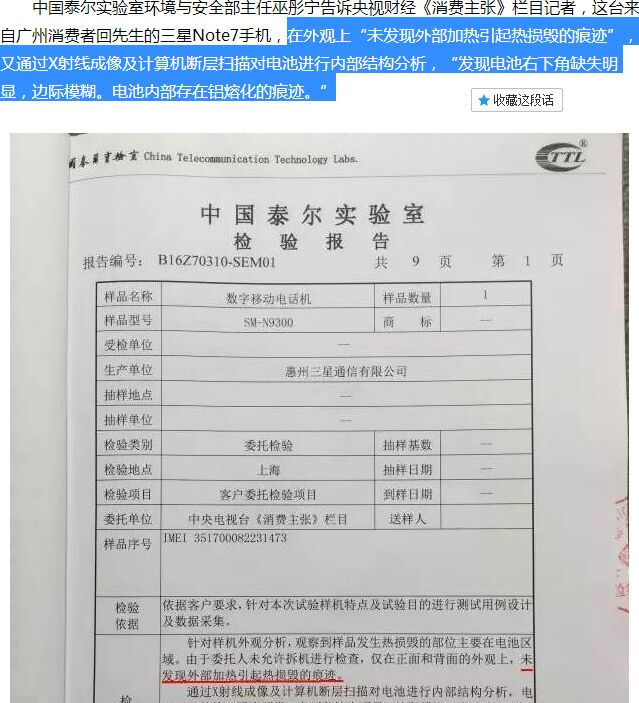 中国泰尔实验室环境与安全部主任巫彤宁告诉央视财经《消费主张》栏目记者，这台来
自广州消费者回先生的三星Note7手机，在外观上“未发现外部加热引起热损毁的痕迹”，
又通过X射线成像及计算机断层扫描对电池进行内部结构分析，“发现电池右下角缺失明
显，边际模糊。电池内部存在铝熔化的痕迹。”
收藏这段话
China Telecommunication Technology Labs.
TTL®
中国泰尔实验室
检验报告
报告编号： B16Z70310-SEM01 共 9 页 第 1 页
样品名称 数字移动电话机 样品数量 1
样品型号 SM-N9300 商 标 —
受检单位 —
生产单位 惠州三星通信有限公司
抽样地点 —
抽样单位 —
检验类别 委托检验 抽样基数 —
检验地点 上海 抽样日期 —
检验项目 客户委托检验项目 到样日期 —
委托单位 中央电视台《消费主张》栏目 送样人
样品序号 IMEI 351700082231473
检验
依据
依据客户要求，针对本次试验样机特点及试验目的进行测试用例设计
及数据采集。
针对样机外观分析，观察到样品发生热损毁的部位主要在电池区
域。由于委托人未允许拆机进行检查，仅在正面和背面的外观上，未
发现外部加热引起热损毁的痕迹。
检 通过X射线成像及计算机断层扫描对电池进行内部结构分析，电